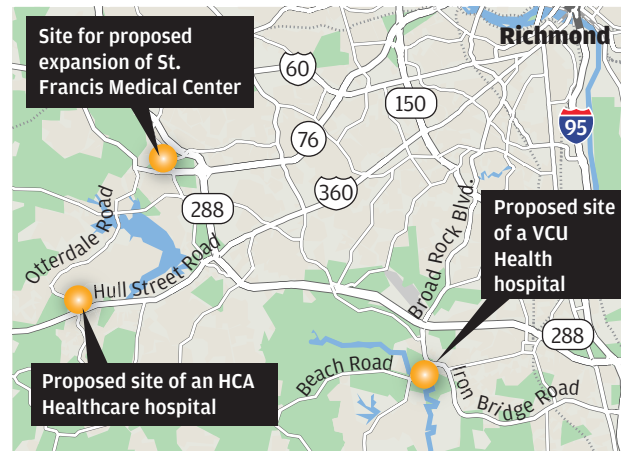 Site for proposed
expansion of St.
Francis Medical Center
Richmond
60
150
95
76
360
288
Proposed site
of a VCU
Health
hospital
Otterdale Road
Hull Street Road
Broad Rock Blvd.
288
Proposed site of an HCA
Healthcare hospital
Beach Road
Iron Bridge Road